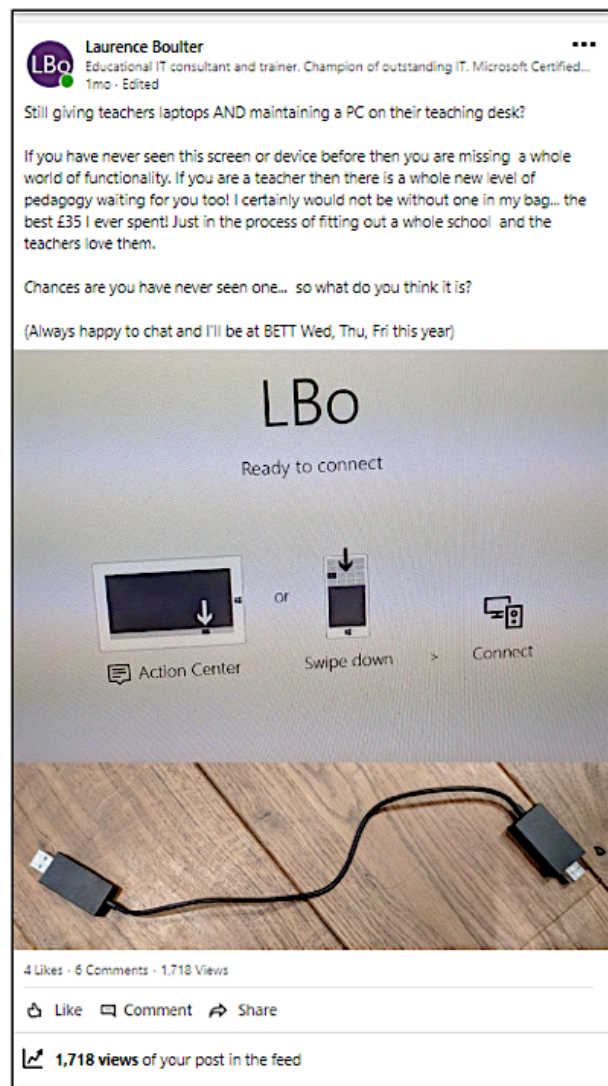 Laurence Boulter
LBo
Educational IT consultant and trainer. Champion of outstanding IT. Microsoft Certified...
1mo · Edited
Still giving teachers laptops AND maintaining a PC on their teaching desk?
If you have never seen this screen or device before then you are missing a whole
world of functionality. If you are a teacher then there is a whole new level of
pedagogy waiting for you too! I certainly would not be without one in my bag... the
best £35 I ever spent! Just in the process of fitting out a whole school and the
teachers love them.
Chances are you have never seen one... so what do you think it is?
(Always happy to chat and I'll be at BETT Wed, Thu, Fri this year)
LBo
Ready to connect
or
Action Center
Swipe down
>
Connect
4 Likes · 6 Comments · 1,718 Views
Like Comment Share
1,718 views of your post in the feed